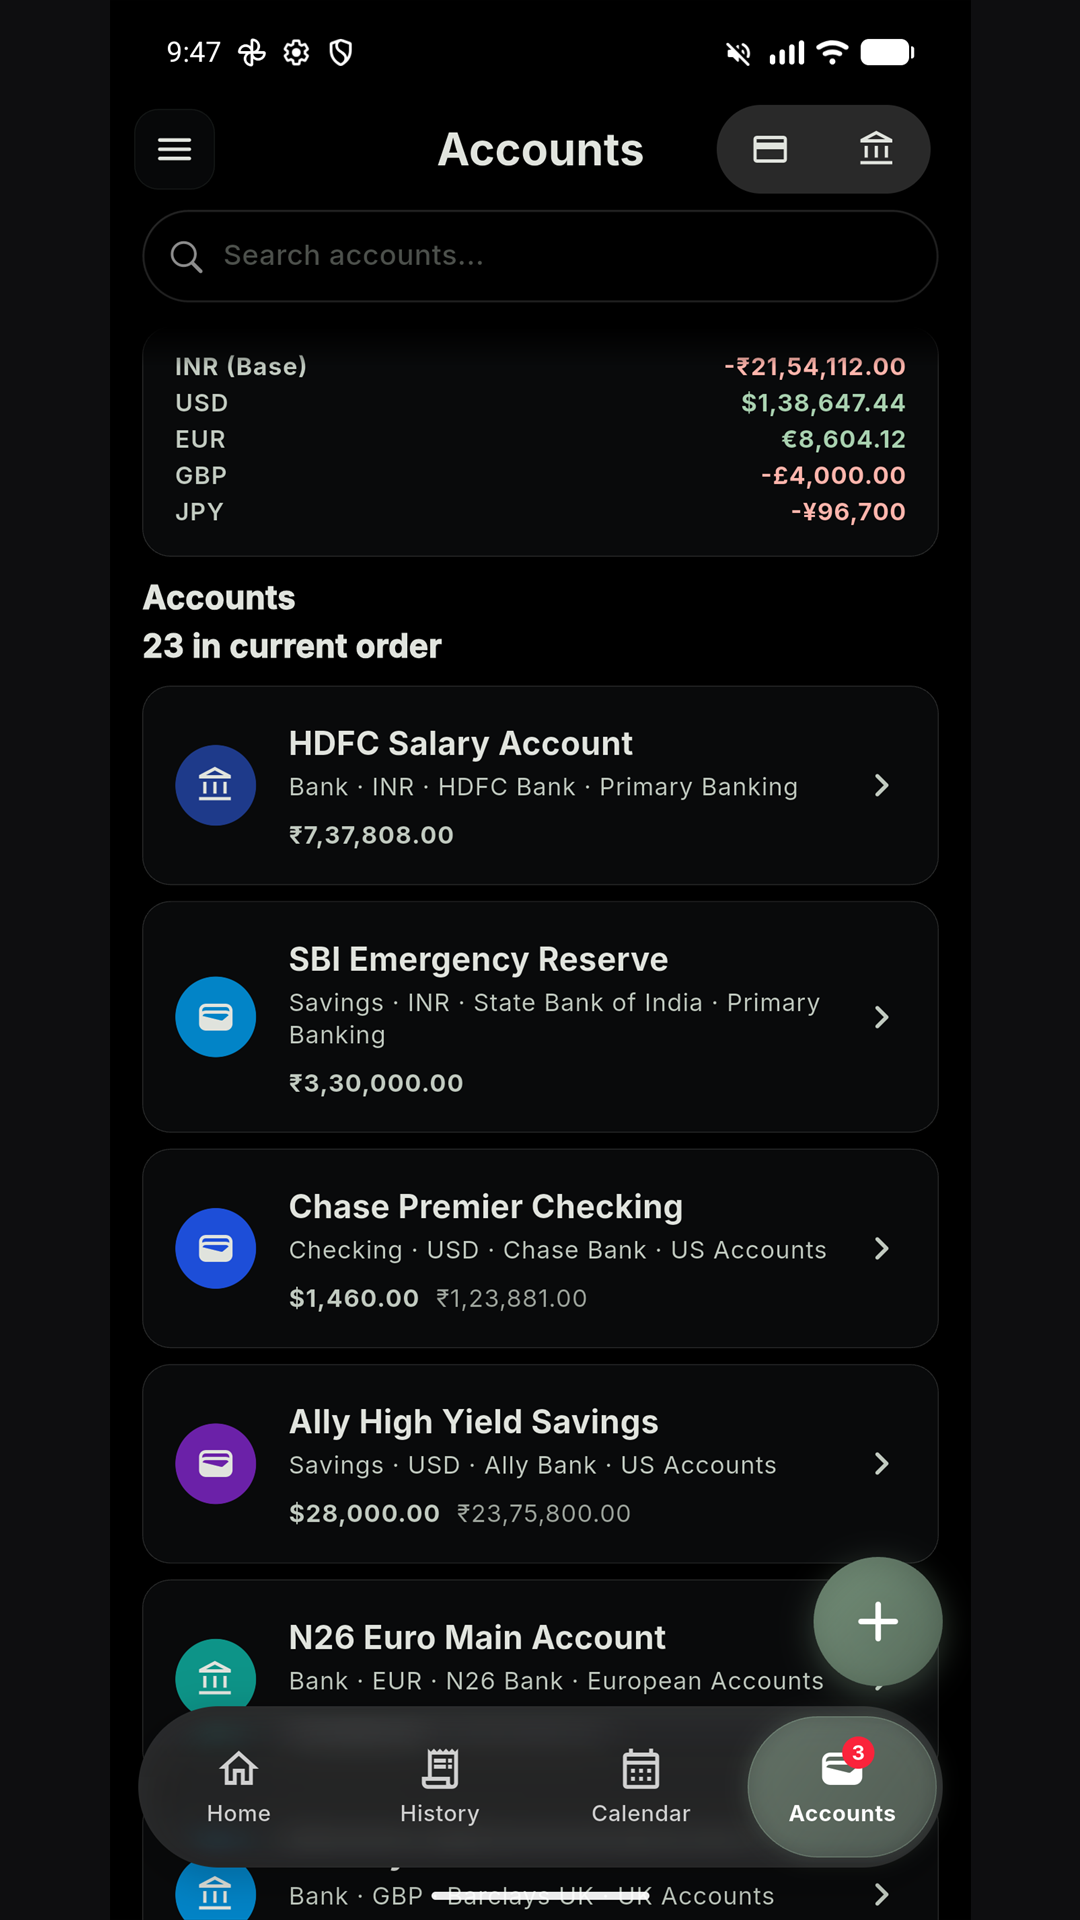 9:47
Accounts
Search accounts...
INR (Base) -₹21,54,112.00
USD $1,38,647.44
EUR €8,604.12
GBP -£4,000.00
JPY -¥96,700
Accounts
23 in current order
HDFC Salary Account
Bank · INR · HDFC Bank · Primary Banking
₹7,37,808.00
SBI Emergency Reserve
Savings · INR · State Bank of India · Primary
Banking
₹3,30,000.00
Chase Premier Checking
Checking · USD · Chase Bank · US Accounts
$1,460.00 ₹1,23,881.00
Ally High Yield Savings
Savings · USD · Ally Bank · US Accounts
$28,000.00 ₹23,75,800.00
N26 Euro Main Account
Bank · EUR · N26 Bank · European Accounts
3
Home History Calendar Accounts
Bank · GBP · Barclays UK · UK Accounts